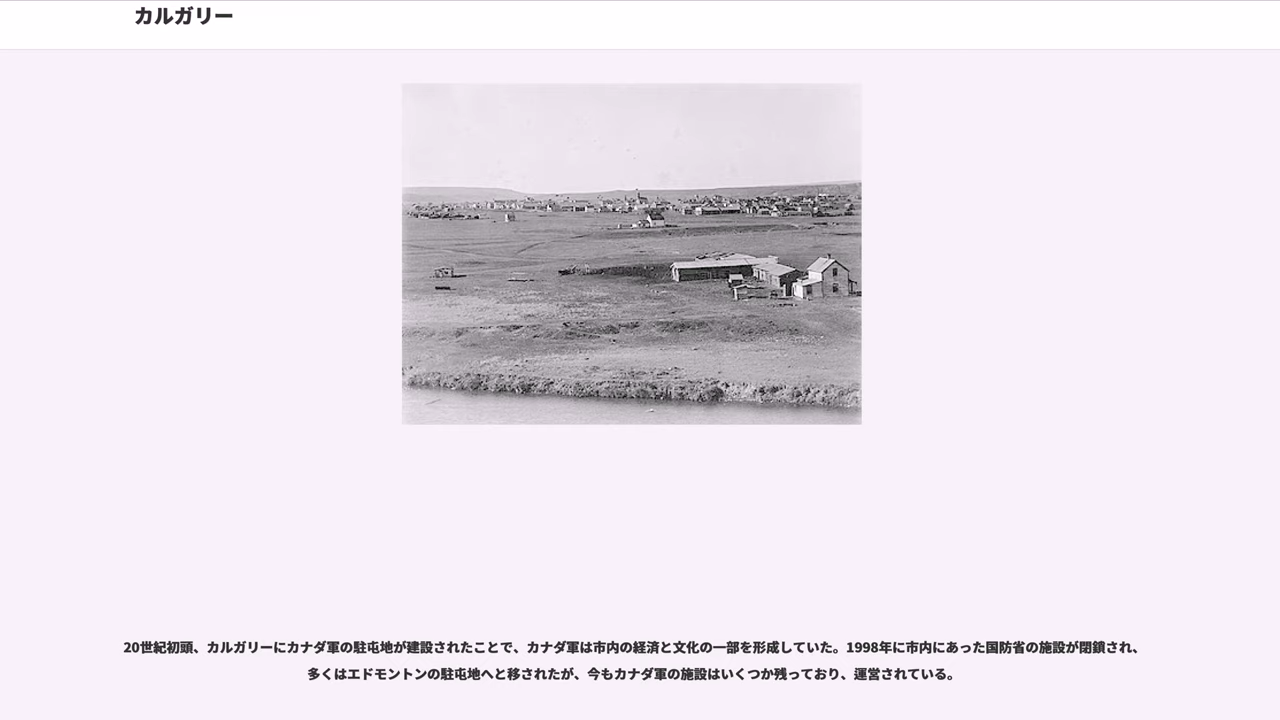 カルガリー
20世紀初頭、カルガリーにカナダ軍の駐屯地が建設されたことで、カナダ軍は市内の経済と文化の一部を形成していた。1998年に市内にあった国防省の施設が閉鎖され、
多くはエドモントンの駐屯地へと移されたが、今もカナダ軍の施設はいくつか残っており、運営されている。